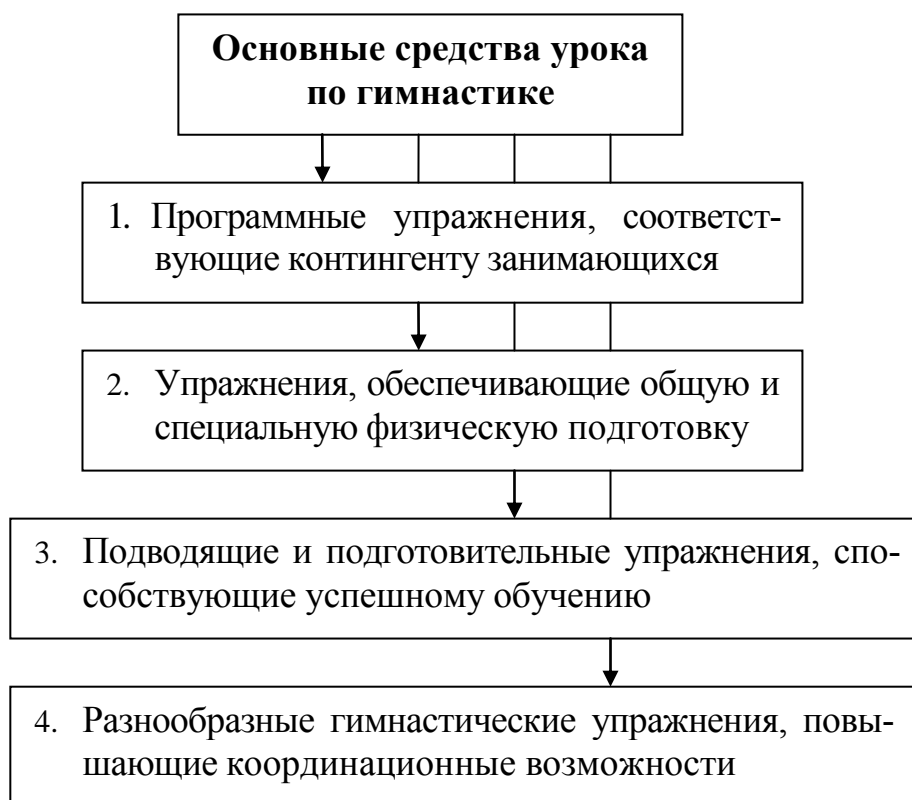 Основные средства урока
по гимнастике
1. Программные упражнения, соответст-
вующие контингенту занимающихся
2. Упражнения, обеспечивающие общую и
специальную физическую подготовку
3. Подводящие и подготовительные упражнения, спо-
собствующие успешному обучению
4. Разнообразные гимнастические упражнения, повы-
шающие координационные возможности